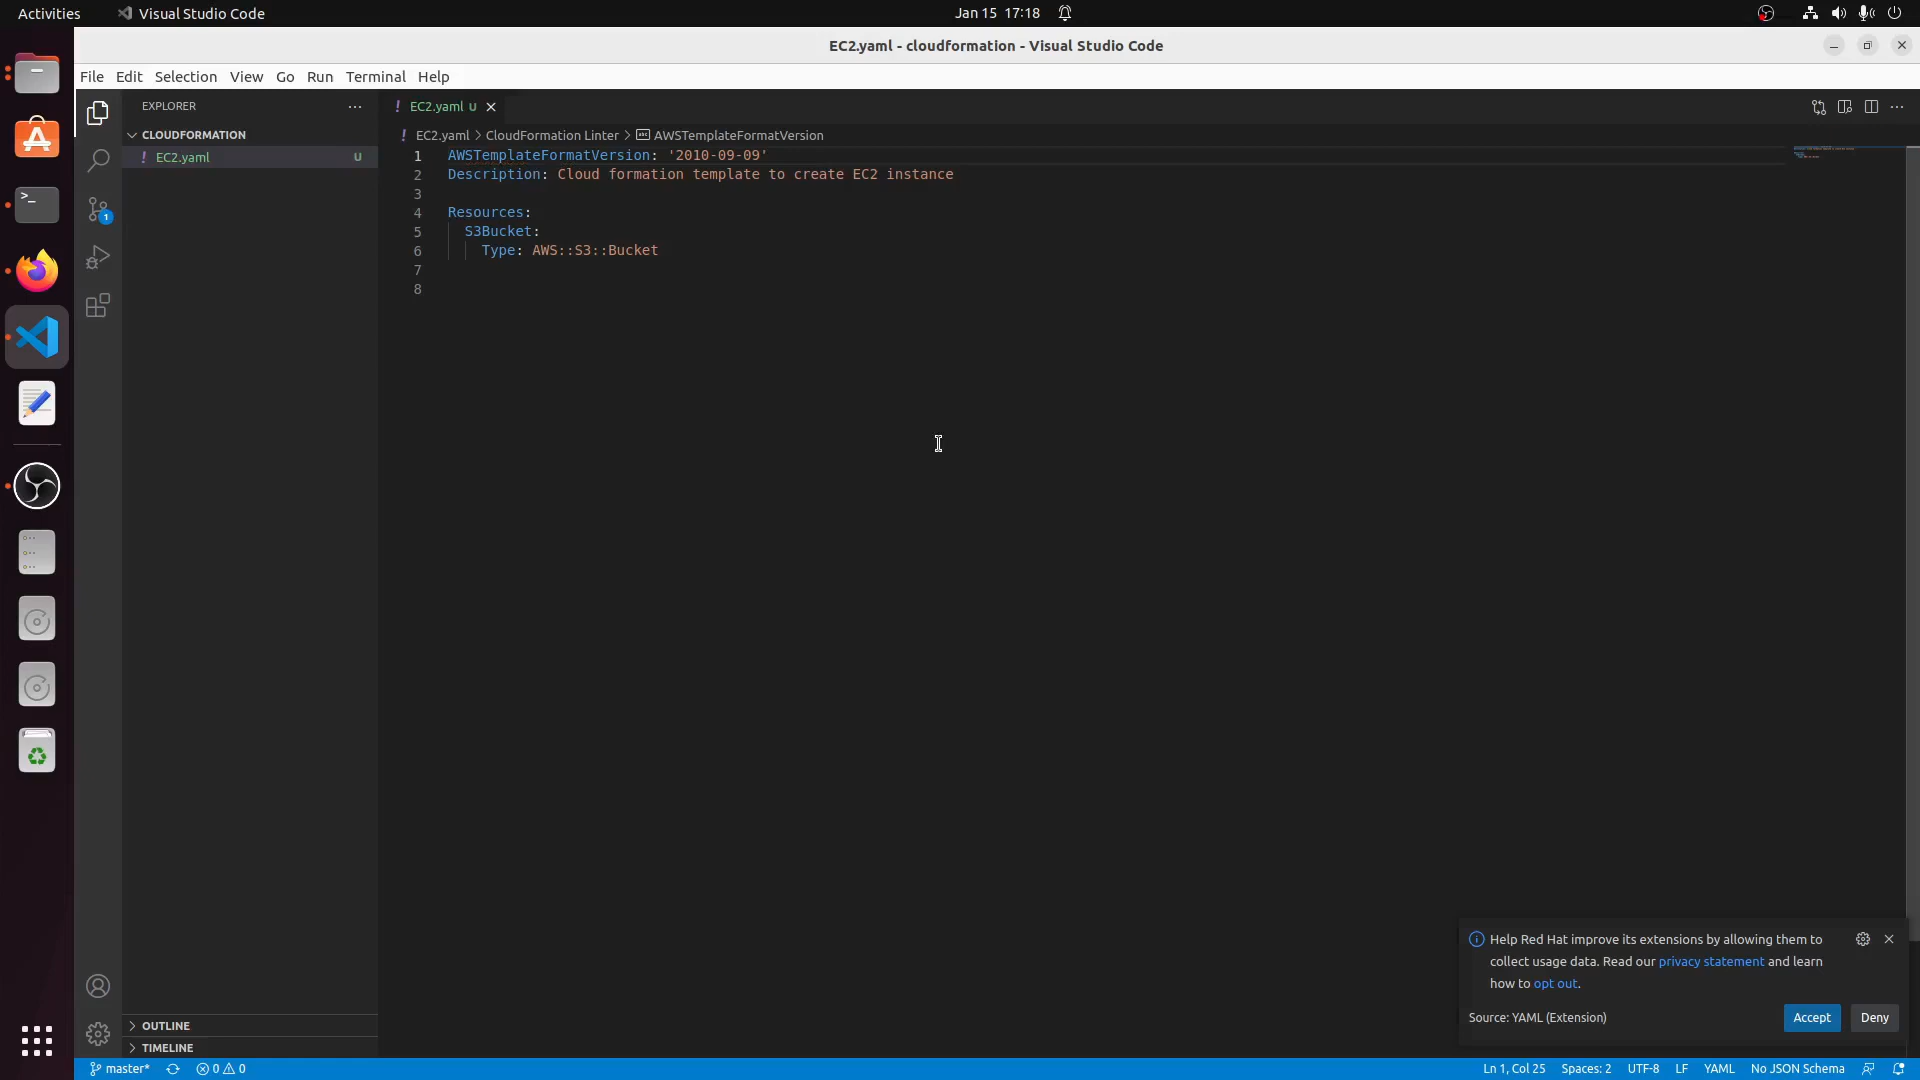 Activities
Visual Studio Code
Jan 15 17:18
EC2.yaml - cloudformation - Visual Studio Code
File Edit Selection View Go Run Terminal Help
EXPLORER
CLOUDFORMATION
EC2.yaml U
1
EC2.yaml U
EC2.yaml > CloudFormation Linter > AWSTemplateFormatVersion
1 AWSTemplateFormatVersion: '2010-09-09'
2 Description: Cloud formation template to create EC2 instance
3
4 Resources:
5 S3Bucket:
6 Type: AWS::S3::Bucket
7
8
Help Red Hat improve its extensions by allowing them to
collect usage data. Read our privacy statement and learn
how to opt out.
Source: YAML (Extension)
Accept
Deny
OUTLINE
TIMELINE
master* 0 0
Ln 1, Col 25 Spaces: 2 UTF-8 LF YAML No JSON Schema